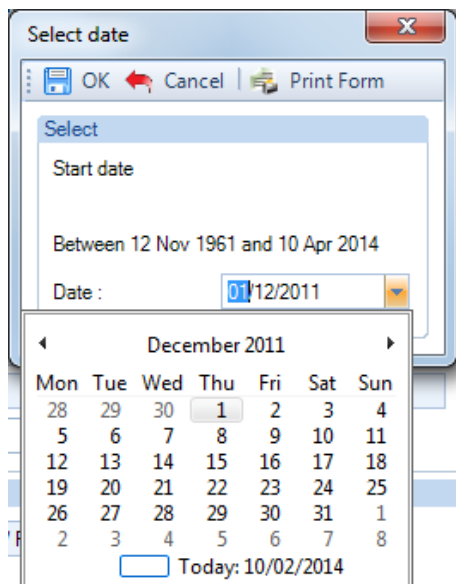 Select date
OK Cancel Print Form
Select
Start date
Between 12 Nov 1961 and 10 Apr 2014
Date : 01/12/2011
December 2011
Mon Tue Wed Thu Fri Sat Sun
28 29 30 1 2 3 4
5 6 7 8 9 10 11
12 13 14 15 16 17 18
19 20 21 22 23 24 25
26 27 28 29 30 31 1
2 3 4 5 6 7 8
Today: 10/02/2014